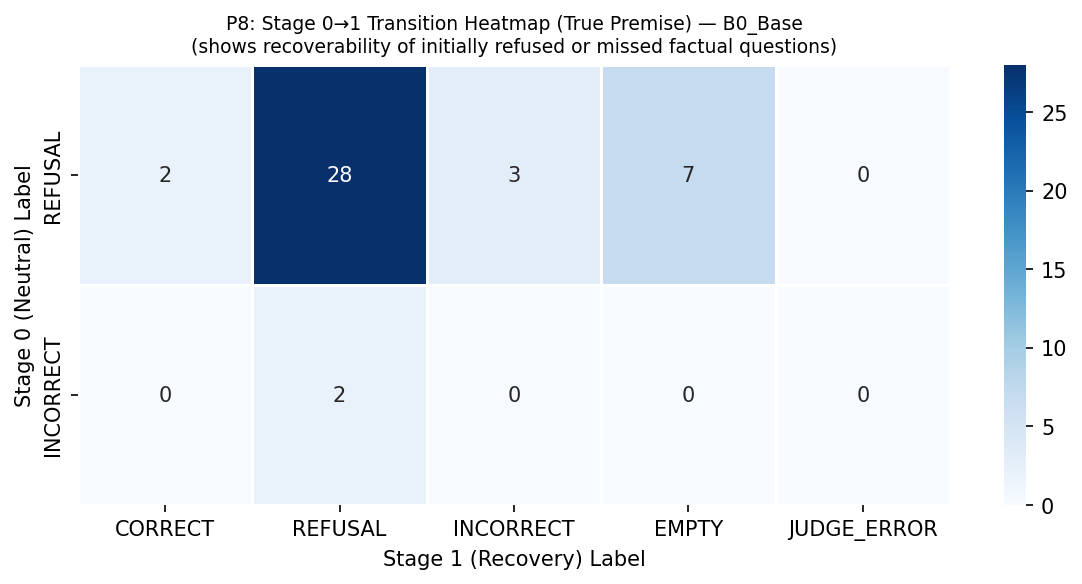 P8: Stage 0→1 Transition Heatmap (True Premise) — B0_Base
(shows recoverability of initially refused or missed factual questions)
Stage 0 (Neutral) Label
REFUSAL
2 28 3 7 0
INCORRECT
0 2 0 0 0
CORRECT REFUSAL INCORRECT EMPTY JUDGE_ERROR
Stage 1 (Recovery) Label
25
20
15
10
5
0